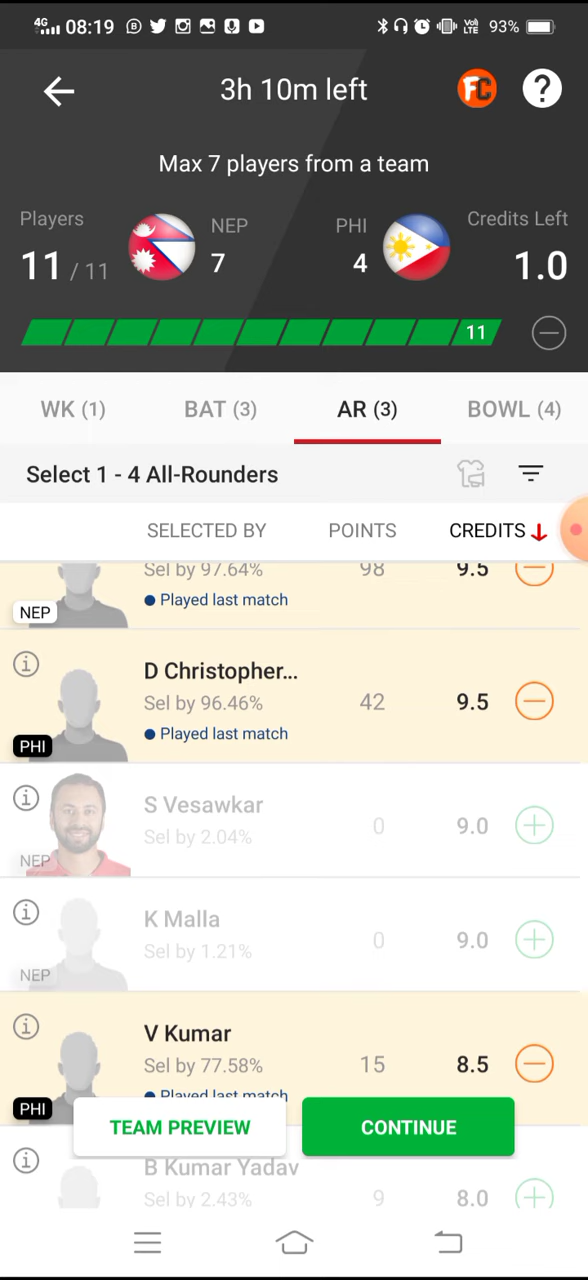 4G 08:19 VoLTE 93%
3h 10m left FC ?
Max 7 players from a team
Players NEP PHI Credits Left
11 / 11 7 4 1.0
11
WK (1) BAT (3) AR (3) BOWL (4)
Select 1 - 4 All-Rounders
SELECTED BY POINTS CREDITS
Sel by 97.64% 98 9.5
NEP Played last match
D Christopher...
Sel by 96.46% 42 9.5
PHI Played last match
S Vesawkar
Sel by 2.04% 0 9.0
NEP
K Malla
Sel by 1.21% 0 9.0
NEP
V Kumar
Sel by 77.58% 15 8.5
Played last match
PHI
TEAM PREVIEW CONTINUE
B Kumar Yadav
Sel by 2.43% 9 8.0